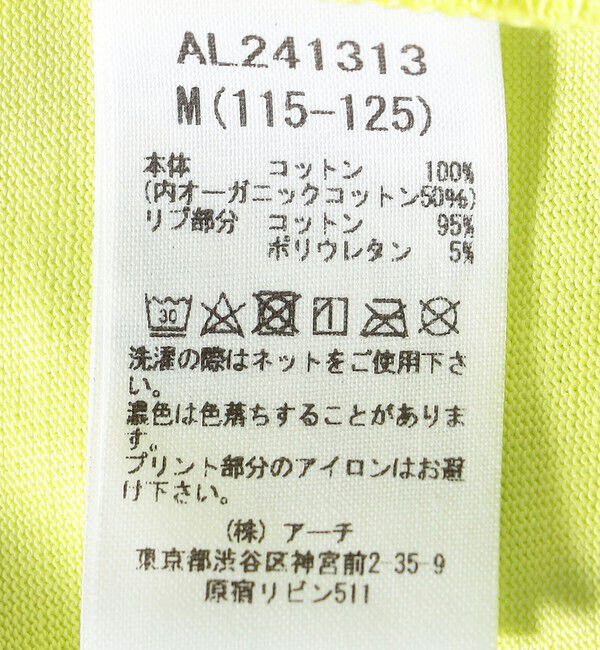 AL241313
M(115-125)
本体 コットン 100%
(内オーガニックコットン50%)
リブ部分 コットン 95%
ポリウレタン 5%
30
洗濯の際はネットをご使用下さ
い。
濃色は色落ちすることがありま
す。
プリント部分のアイロンはお避
け下さい。
(株) アーチ
東京都渋谷区神宮前2-35-9
原宿リビン511